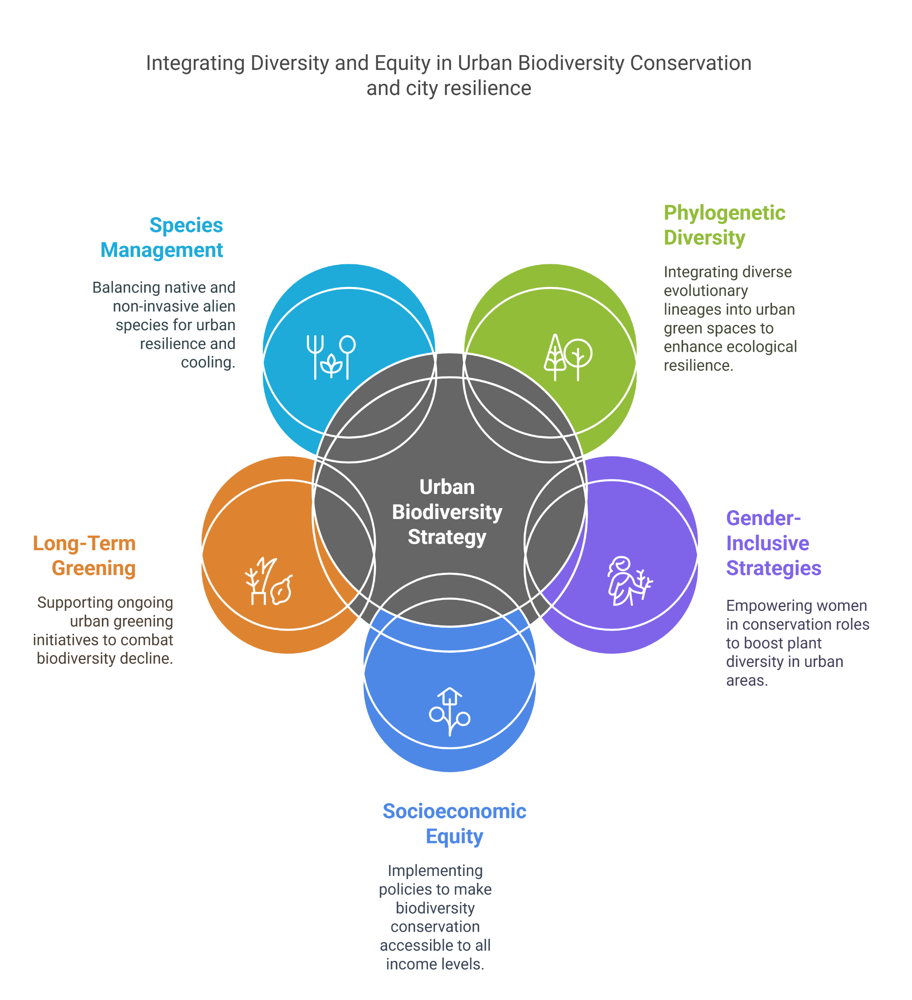 Integrating Diversity and Equity in Urban Biodiversity Conservation
and city resilience
Species
Management
Balancing native and
non-invasive alien
species for urban
resilience and
cooling.
Phylogenetic
Diversity
Integrating diverse
evolutionary
lineages into urban
green spaces to
enhance ecological
resilience.
Urban
Biodiversity
Strategy
Long-Term
Greening
Supporting ongoing
urban greening
initiatives to combat
biodiversity decline.
Gender-
Inclusive
Strategies
Empowering women
in conservation roles
to boost plant
diversity in urban
areas.
Socioeconomic
Equity
Implementing
policies to make
biodiversity
conservation
accessible to all
income levels.